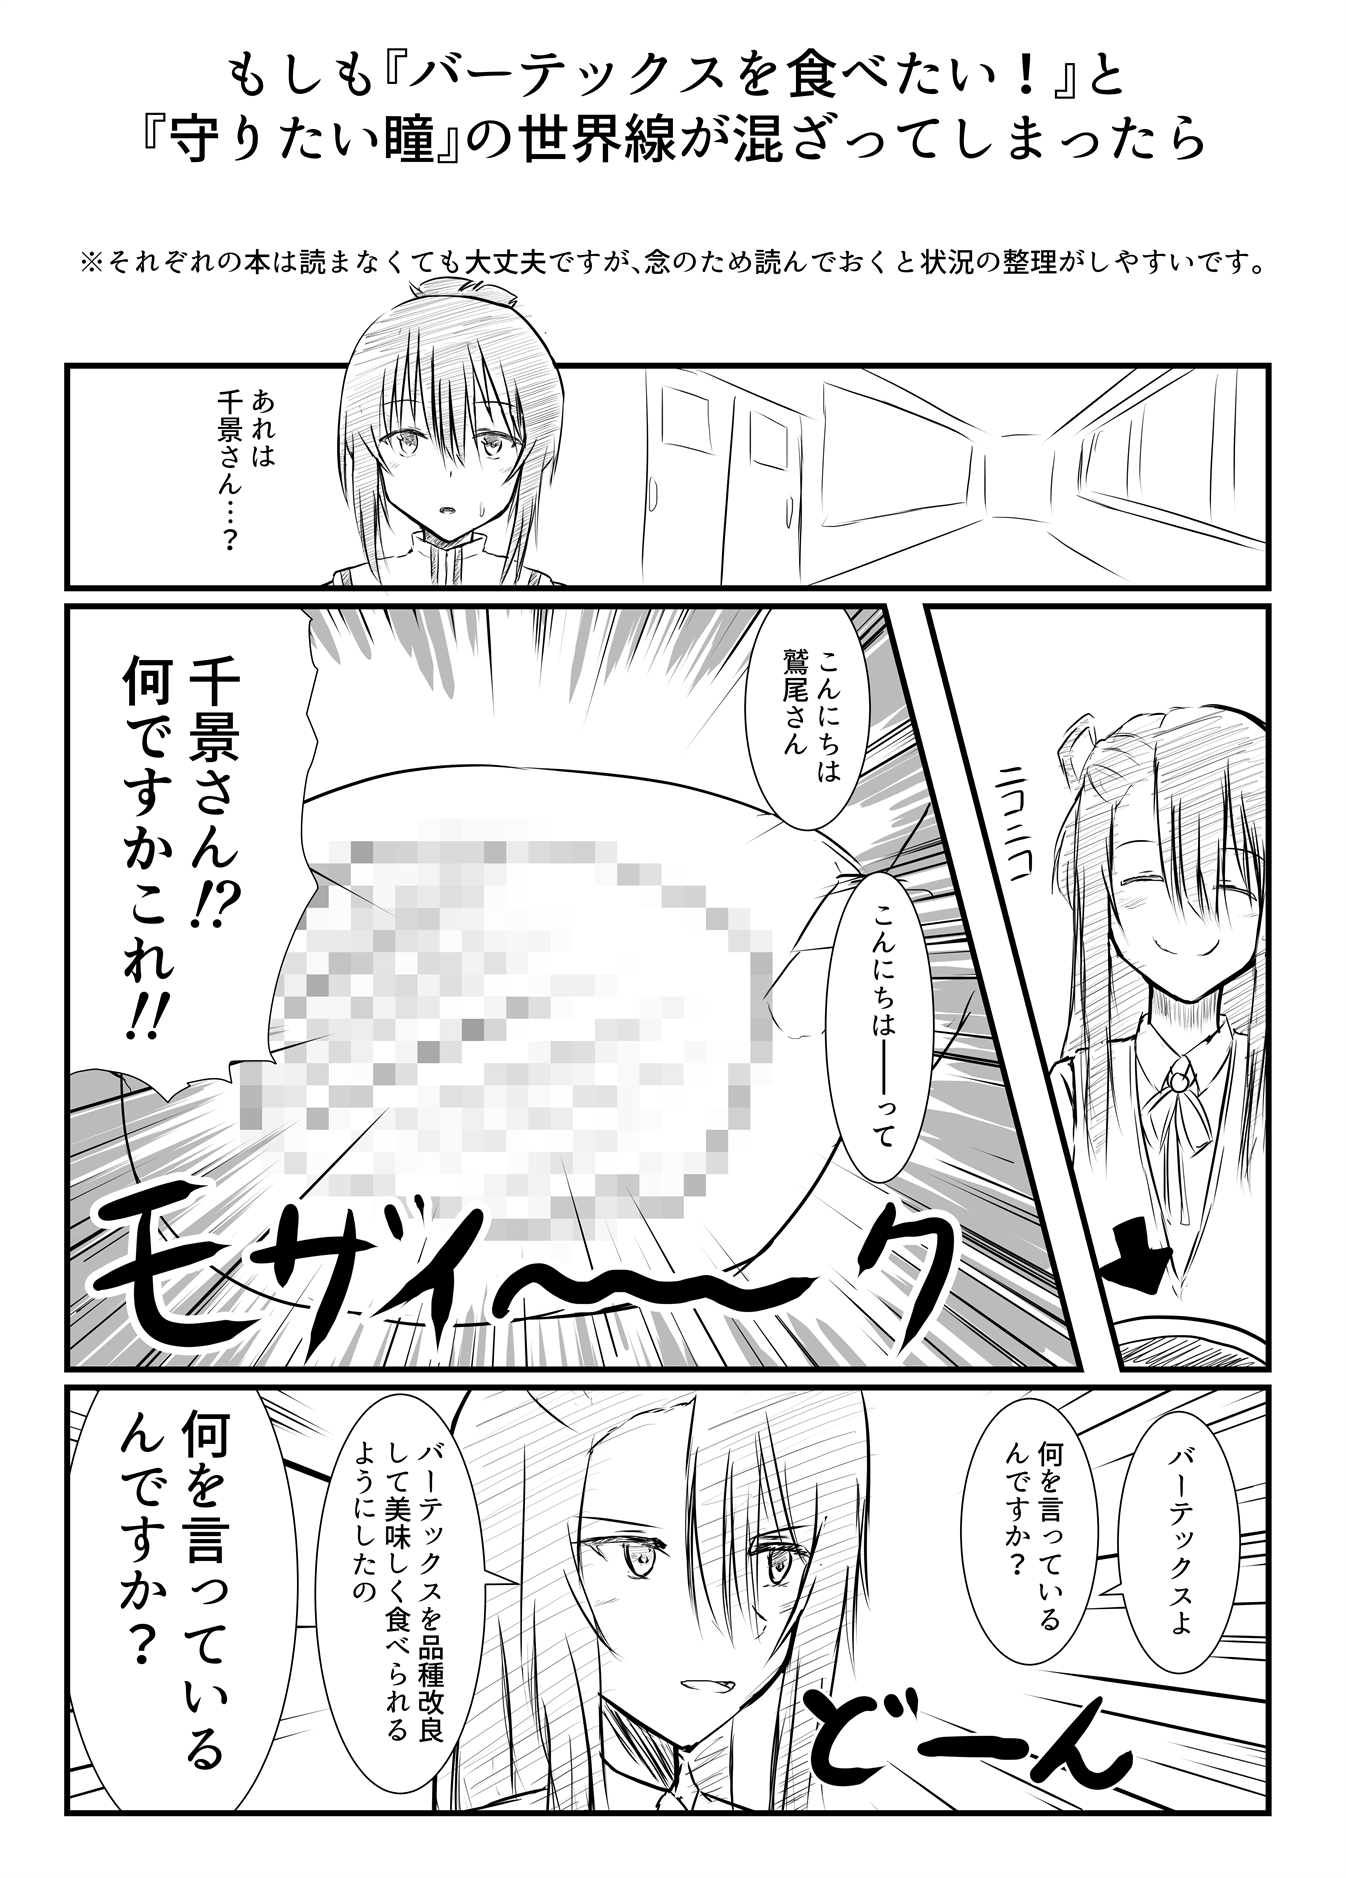 もしも『バーテックスを食べたい！』と
『守りたい瞳』の世界線が混ざってしまったら
※それぞれの本は読まなくても大丈夫ですが、念のため読んでおくと状況の整理がしやすいです。
あれは
千景さん…？
ニコニコ
こんにちは
鷲尾さん
こんにちは━━って
千景さん⁉
何ですかこれ‼
モザイ〜〜ク
バーテックスよ
何を言っている
んですか？
どーん
バーテックスを品種改良
して美味しく食べられる
ようにしたの
何を言っている
んですか？